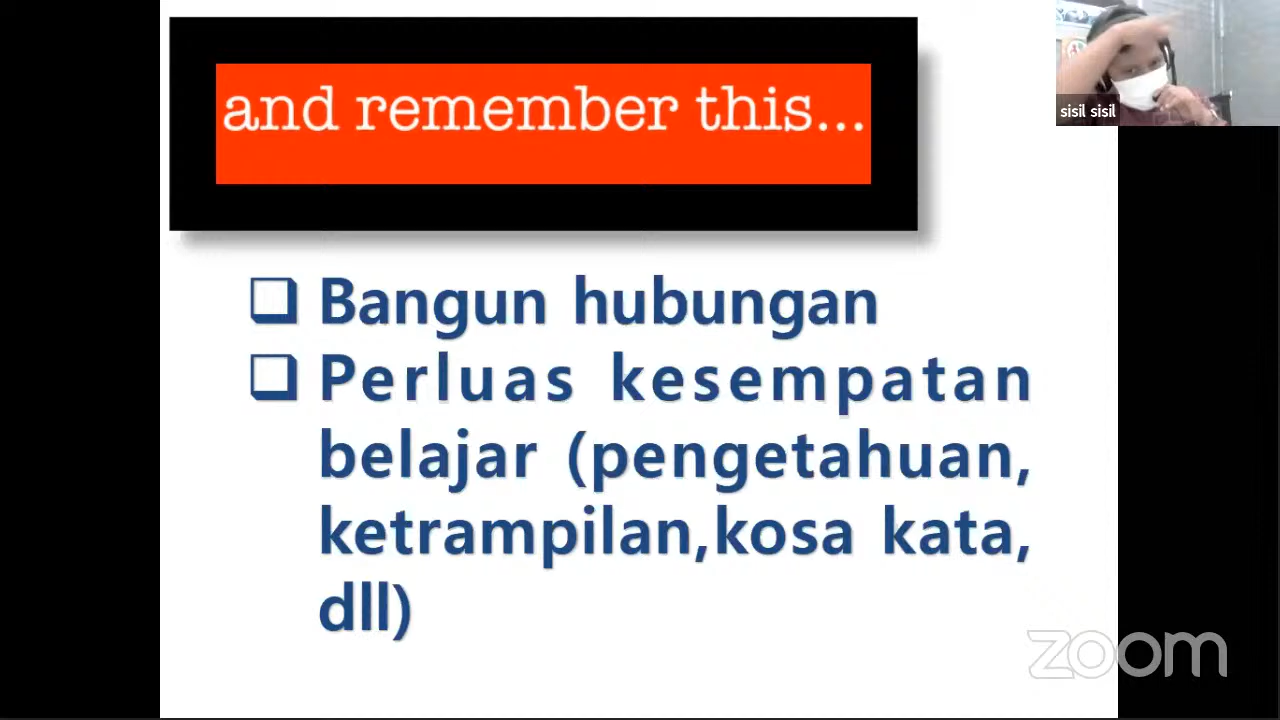 and remember this...
sisil sisil
❑ Bangun hubungan
❑ Perluas kesempatan
belajar (pengetahuan,
ketrampilan,kosa kata,
dll)
zoom